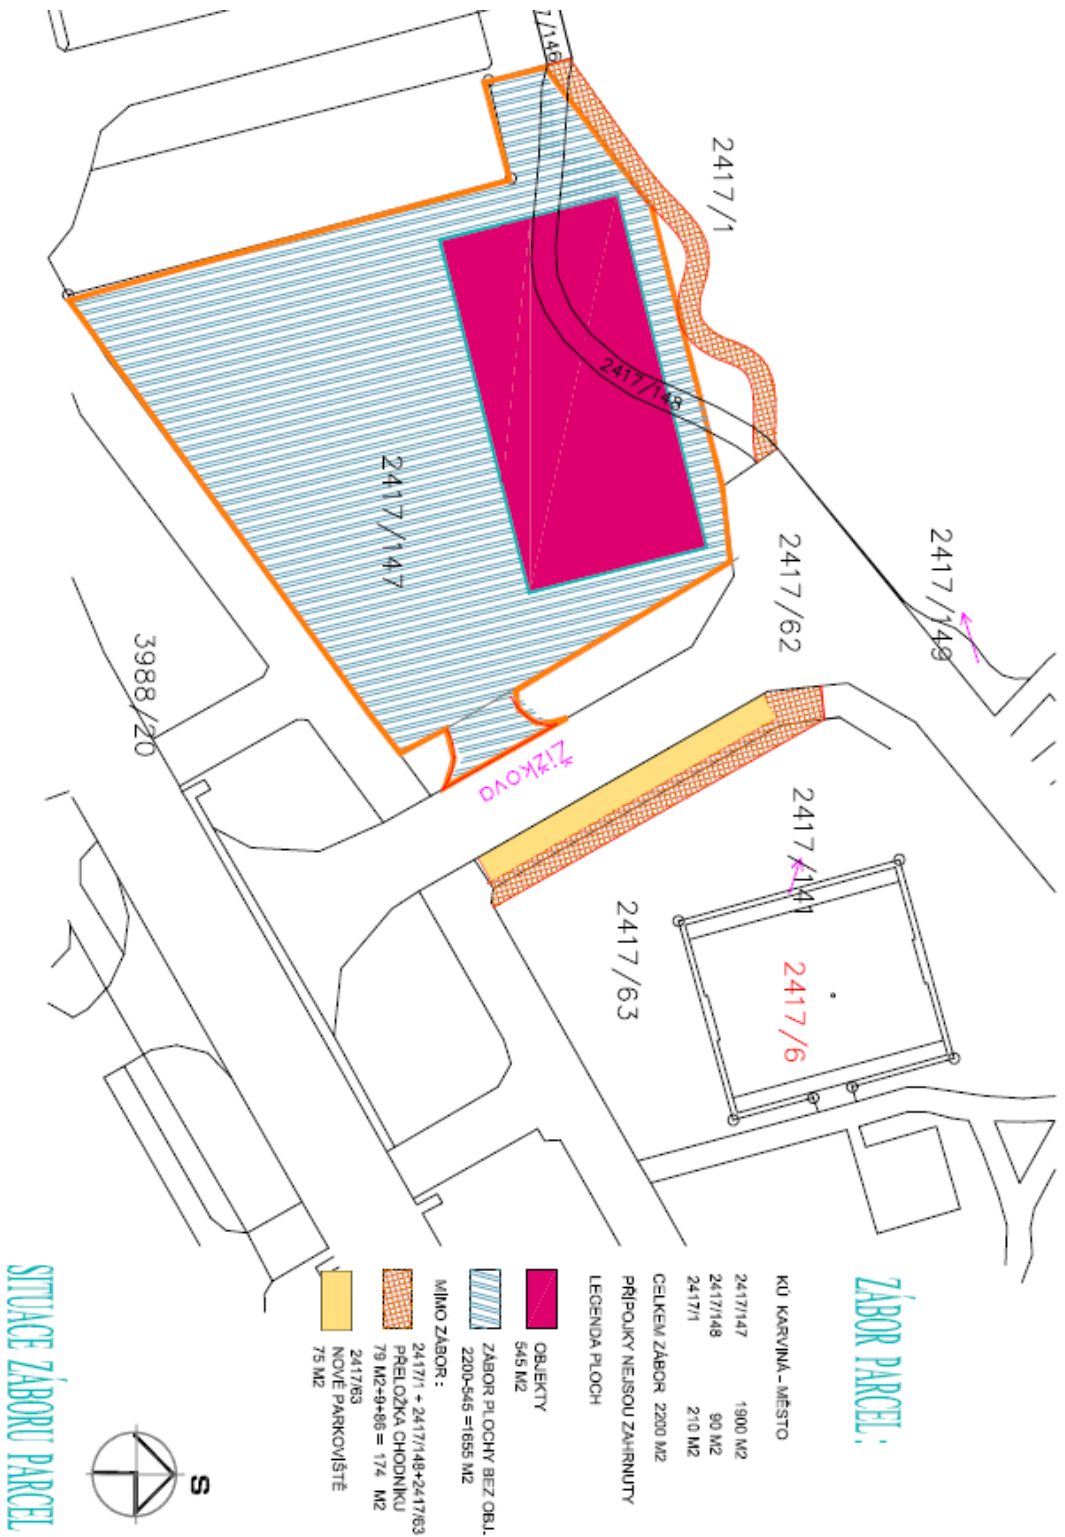 ZÁBOR PARCEL:
KÚ KARVINÁ - MĚSTO
2417/147 1900 M2
2417/148 90 M2
2417/1 210 M2
CELKEM ZÁBOR 2200 M2
PŘÍPOJKY NEJSOU ZAHRNUTY
LEGENDA PLOCH
OBJEKTY
545 M2
ZÁBOR PLOCHY BEZ OBJ.
2200-545 =1655 M2
MIMO ZÁBOR :
2417/1 + 2417/148+2417/63
PŘELOŽKA CHODNÍKU
79 M2+9+86 = 174 M2
2417/63
NOVÉ PARKOVIŠTĚ
75 M2
SITUACE ZÁBORU PARCEL
S
2417/1
2417/148
2417/147
2417/62
2417/149
3988/20
Žižkova
2417/141
2417/63
2417/6